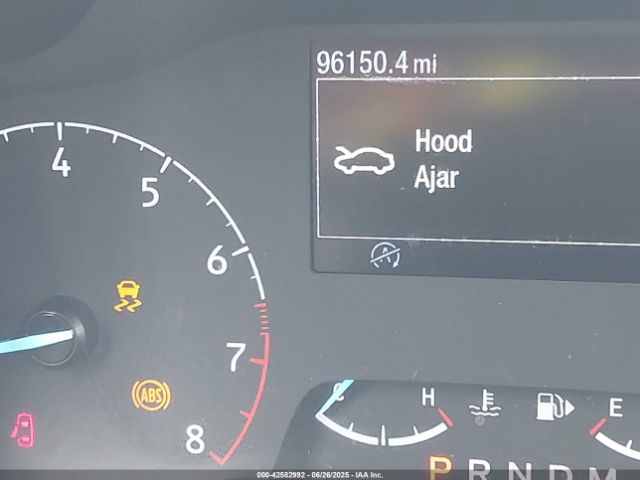 96150.4 mi
Hood
Ajar
A
4
5
6
7
8
ABS
C H
E
P R N D M
000-42582992 - 06/26/2025 - IAA Inc.